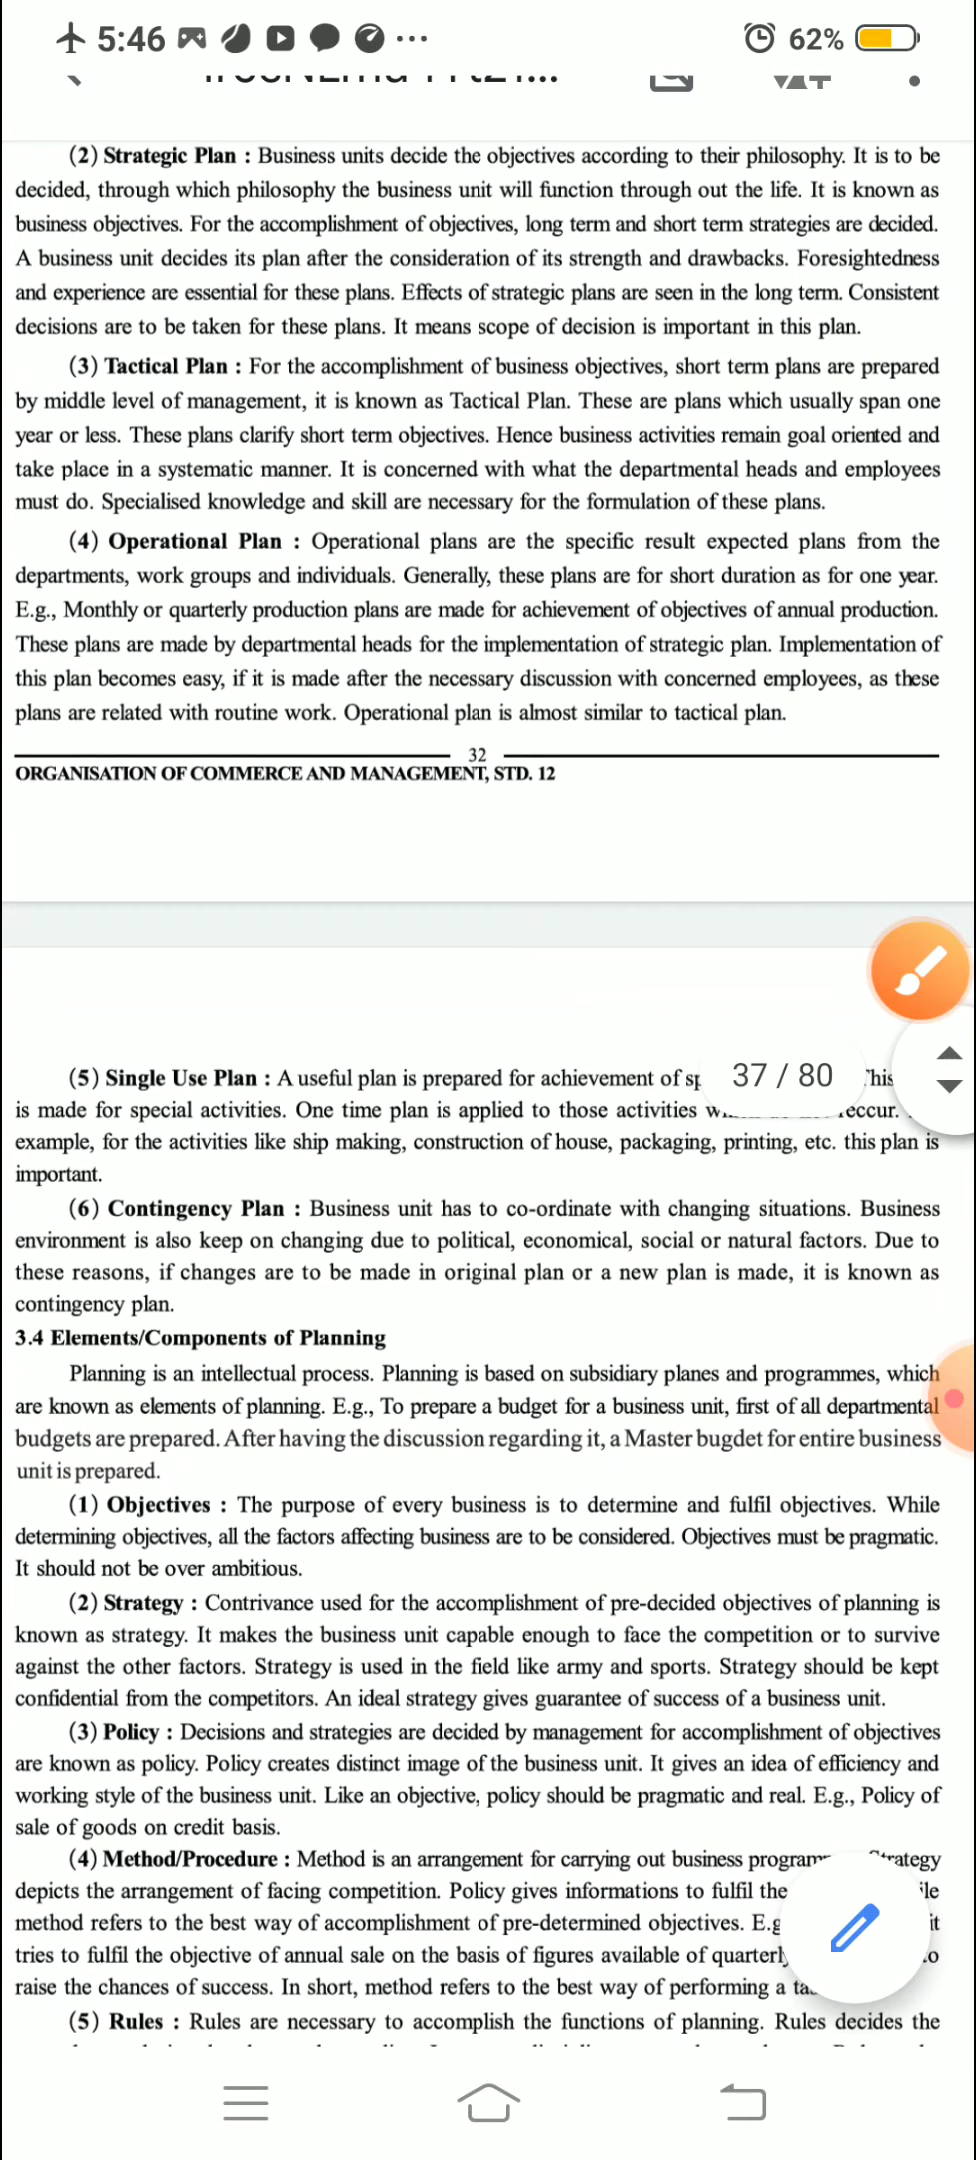 5:46
62%
(2) Strategic Plan : Business units decide the objectives according to their philosophy. It is to be
decided, through which philosophy the business unit will function through out the life. It is known as
business objectives. For the accomplishment of objectives, long term and short term strategies are decided.
A business unit decides its plan after the consideration of its strength and drawbacks. Foresightedness
and experience are essential for these plans. Effects of strategic plans are seen in the long term. Consistent
decisions are to be taken for these plans. It means scope of decision is important in this plan.
(3) Tactical Plan : For the accomplishment of business objectives, short term plans are prepared
by middle level of management, it is known as Tactical Plan. These are plans which usually span one
year or less. These plans clarify short term objectives. Hence business activities remain goal oriented and
take place in a systematic manner. It is concerned with what the departmental heads and employees
must do. Specialised knowledge and skill are necessary for the formulation of these plans.
(4) Operational Plan : Operational plans are the specific result expected plans from the
departments, work groups and individuals. Generally, these plans are for short duration as for one year.
E.g., Monthly or quarterly production plans are made for achievement of objectives of annual production.
These plans are made by departmental heads for the implementation of strategic plan. Implementation of
this plan becomes easy, if it is made after the necessary discussion with concerned employees, as these
plans are related with routine work. Operational plan is almost similar to tactical plan.
32
ORGANISATION OF COMMERCE AND MANAGEMENT, STD. 12
(5) Single Use Plan : A useful plan is prepared for achievement of
37 / 80
is made for special activities. One time plan is applied to those activities
example, for the activities like ship making, construction of house, packaging, printing, etc. this plan is
important.
(6) Contingency Plan : Business unit has to co-ordinate with changing situations. Business
environment is also keep on changing due to political, economical, social or natural factors. Due to
these reasons, if changes are to be made in original plan or a new plan is made, it is known as
contingency plan.
3.4 Elements/Components of Planning
Planning is an intellectual process. Planning is based on subsidiary planes and programmes, which
are known as elements of planning. E.g., To prepare a budget for a business unit, first of all departmental
budgets are prepared. After having the discussion regarding it, a Master bugdet for entire business
unit is prepared.
(1) Objectives : The purpose of every business is to determine and fulfil objectives. While
determining objectives, all the factors affecting business are to be considered. Objectives must be pragmatic.
It should not be over ambitious.
(2) Strategy : Contrivance used for the accomplishment of pre-decided objectives of planning is
known as strategy. It makes the business unit capable enough to face the competition or to survive
against the other factors. Strategy is used in the field like army and sports. Strategy should be kept
confidential from the competitors. An ideal strategy gives guarantee of success of a business unit.
(3) Policy : Decisions and strategies are decided by management for accomplishment of objectives
are known as policy. Policy creates distinct image of the business unit. It gives an idea of efficiency and
working style of the business unit. Like an objective, policy should be pragmatic and real. E.g., Policy of
sale of goods on credit basis.
(4) Method/Procedure : Method is an arrangement for carrying out business
depicts the arrangement of facing competition. Policy gives informations to fulfil the
method refers to the best way of accomplishment of pre-determined objectives. it
tries to fulfil the objective of annual sale on the basis of figures available of
raise the chances of success. In short, method refers to the best way of performing a
(5) Rules : Rules are necessary to accomplish the functions of planning. Rules decides the